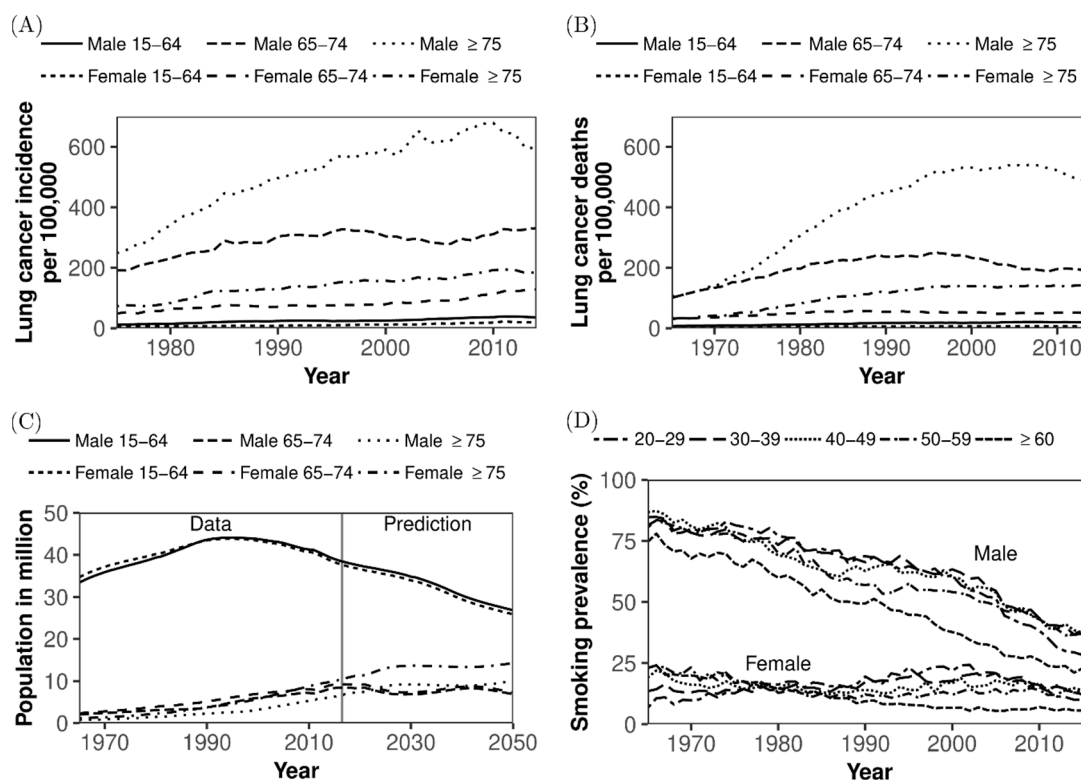 (A)
Male 15−64 Male 65−74 Male ≥ 75
Female 15−64 Female 65−74 Female ≥ 75
Lung cancer incidence
per 100,000
600
400
200
0
1980 1990 2000 2010
Year
(B)
Male 15−64 Male 65−74 Male ≥ 75
Female 15−64 Female 65−74 Female ≥ 75
Lung cancer deaths
per 100,000
600
400
200
0
1970 1980 1990 2000 2010
Year
(C)
Male 15−64 Male 65−74 Male ≥ 75
Female 15−64 Female 65−74 Female ≥ 75
Population in million
50
40
30
20
10
0
Data Prediction
1970 1990 2010 2030 2050
Year
(D)
20−29 30−39 40−49 50−59 ≥ 60
Smoking prevalence (%)
100
75
50
25
0
Male
Female
1970 1980 1990 2000 2010
Year